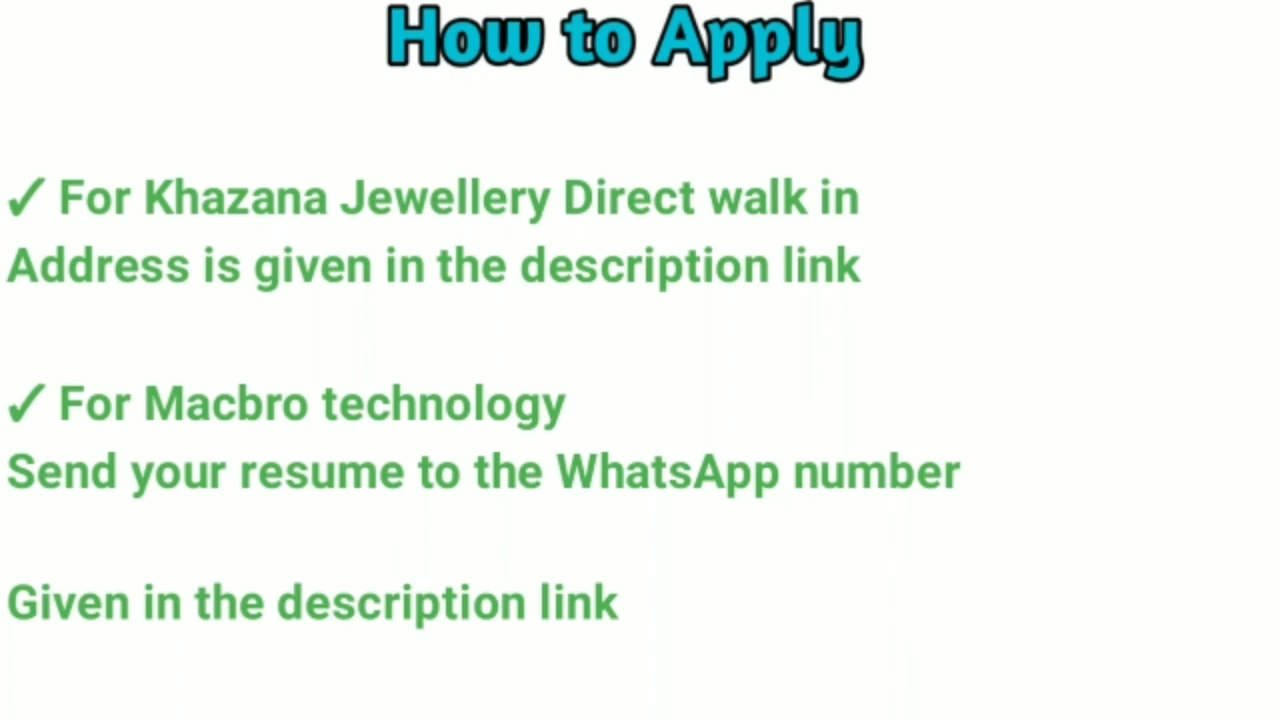 How to Apply
✓ For Khazana Jewellery Direct walk in
Address is given in the description link
✓ For Macbro technology
Send your resume to the WhatsApp number
Given in the description link